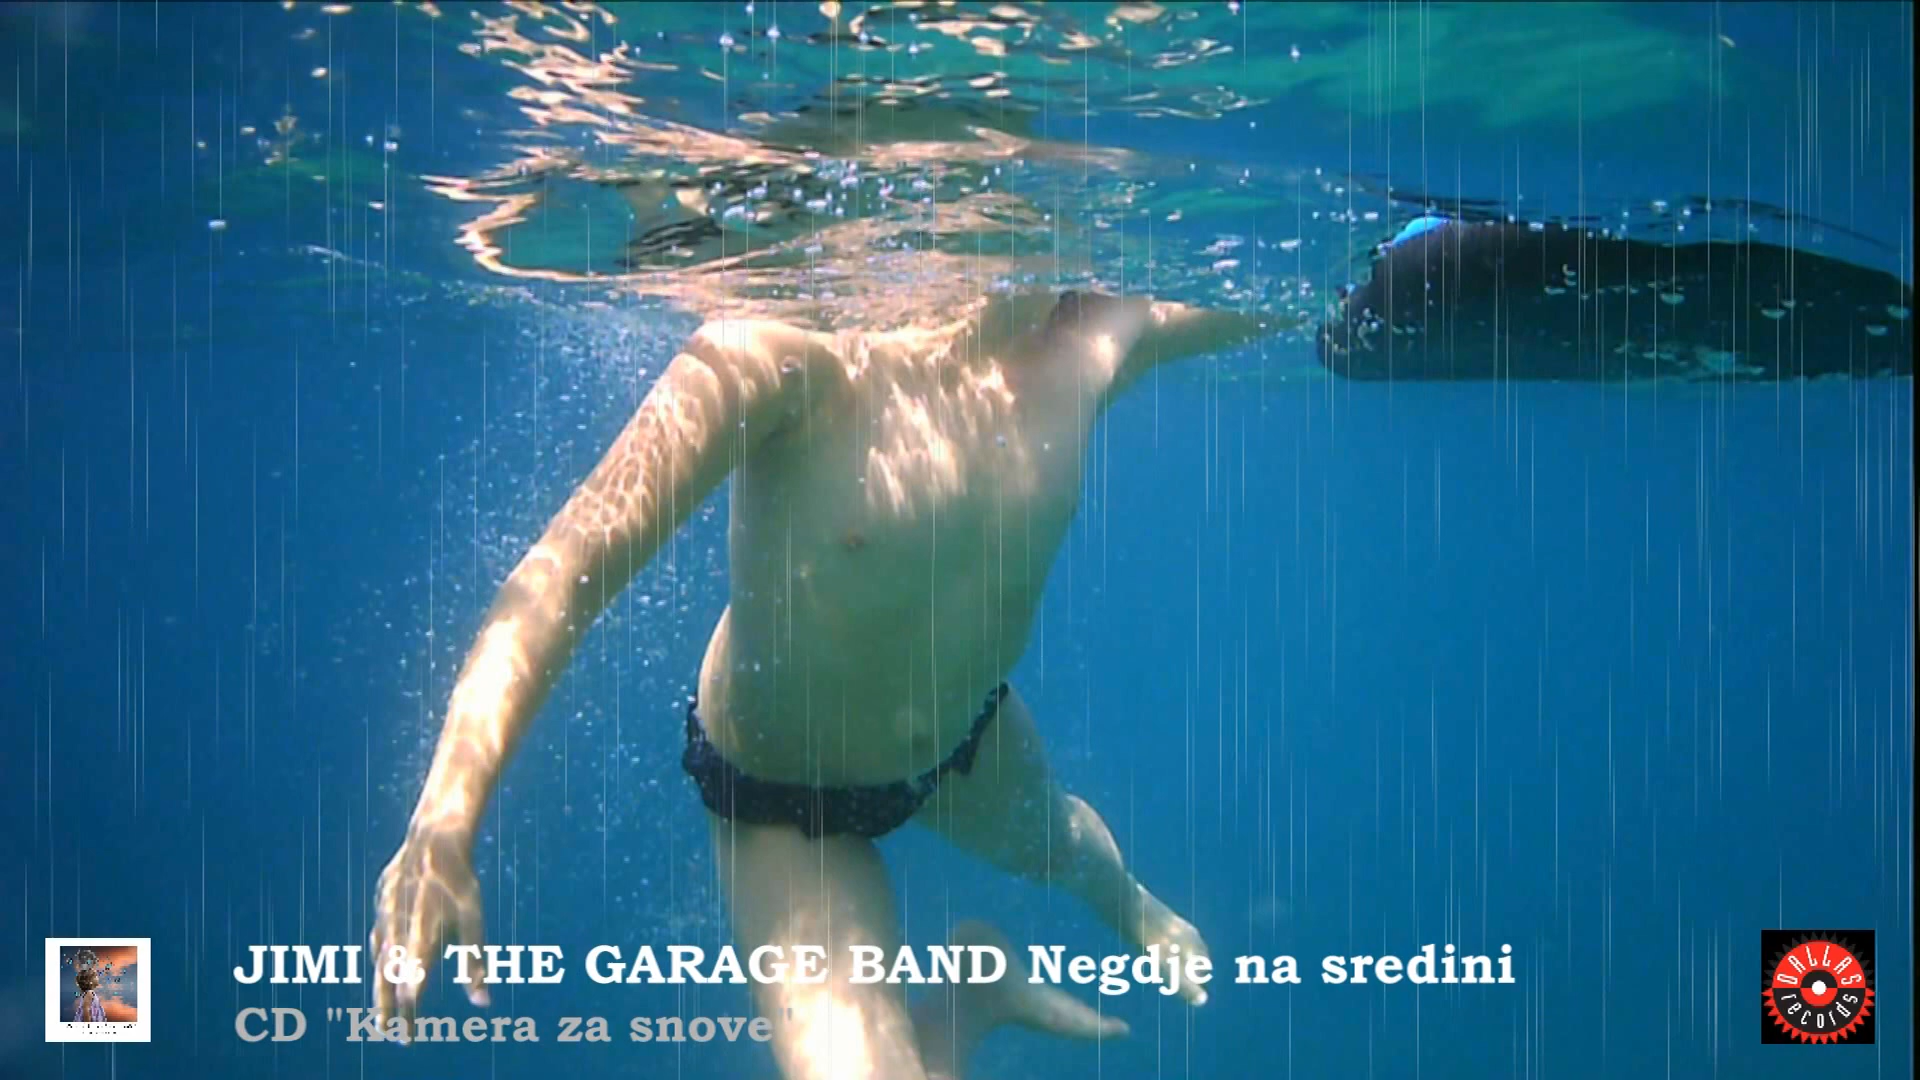 JIMI & THE GARAGE BAND Negdje na sredini
CD "Kamera za snove"
DALLAS
records